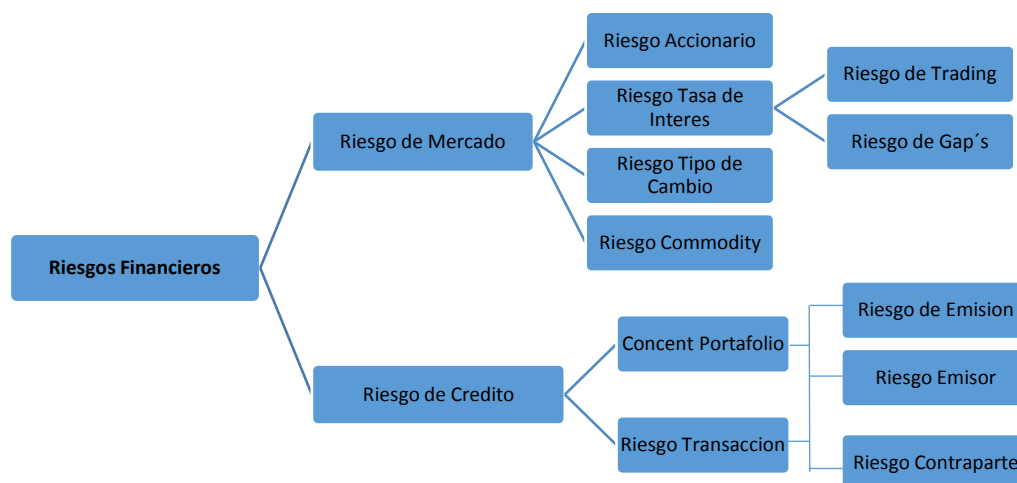 Riesgo Accionario
Riesgo de Trading
Riesgo Tasa de
Interes
Riesgo de Mercado
Riesgo de Gap´s
Riesgo Tipo de
Cambio
Riesgo Commodity
Riesgos Financieros
Riesgo de Emision
Concent Portafolio
Riesgo Emisor
Riesgo de Credito
Riesgo Transaccion
Riesgo Contraparte